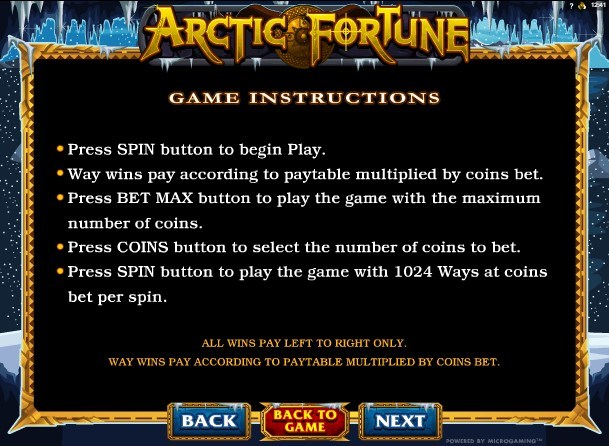 ? 12:41
ARCTIC FORTUNE
GAME INSTRUCTIONS
• Press SPIN button to begin Play.
• Way wins pay according to paytable multiplied by coins bet.
• Press BET MAX button to play the game with the maximum
number of coins.
• Press COINS button to select the number of coins to bet.
• Press SPIN button to play the game with 1024 Ways at coins
bet per spin.
ALL WINS PAY LEFT TO RIGHT ONLY.
WAY WINS PAY ACCORDING TO PAYTABLE MULTIPLIED BY COINS BET.
BACK
BACK TO
GAME
NEXT
POWERED BY MICROGAMING™